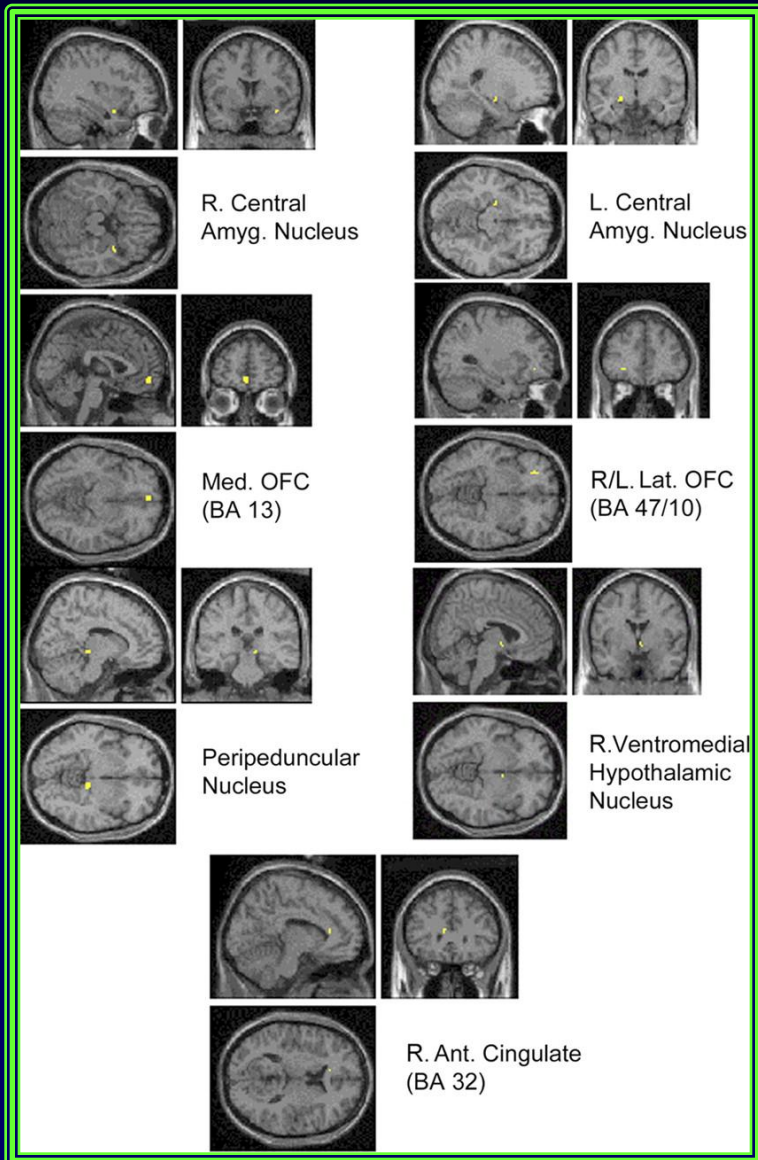 R. Central
Amyg. Nucleus
L. Central
Amyg. Nucleus
Med. OFC
(BA 13)
R/L. Lat. OFC
(BA 47/10)
Peripeduncular
Nucleus
R.Ventromedial
Hypothalamic
Nucleus
R. Ant. Cingulate
(BA 32)